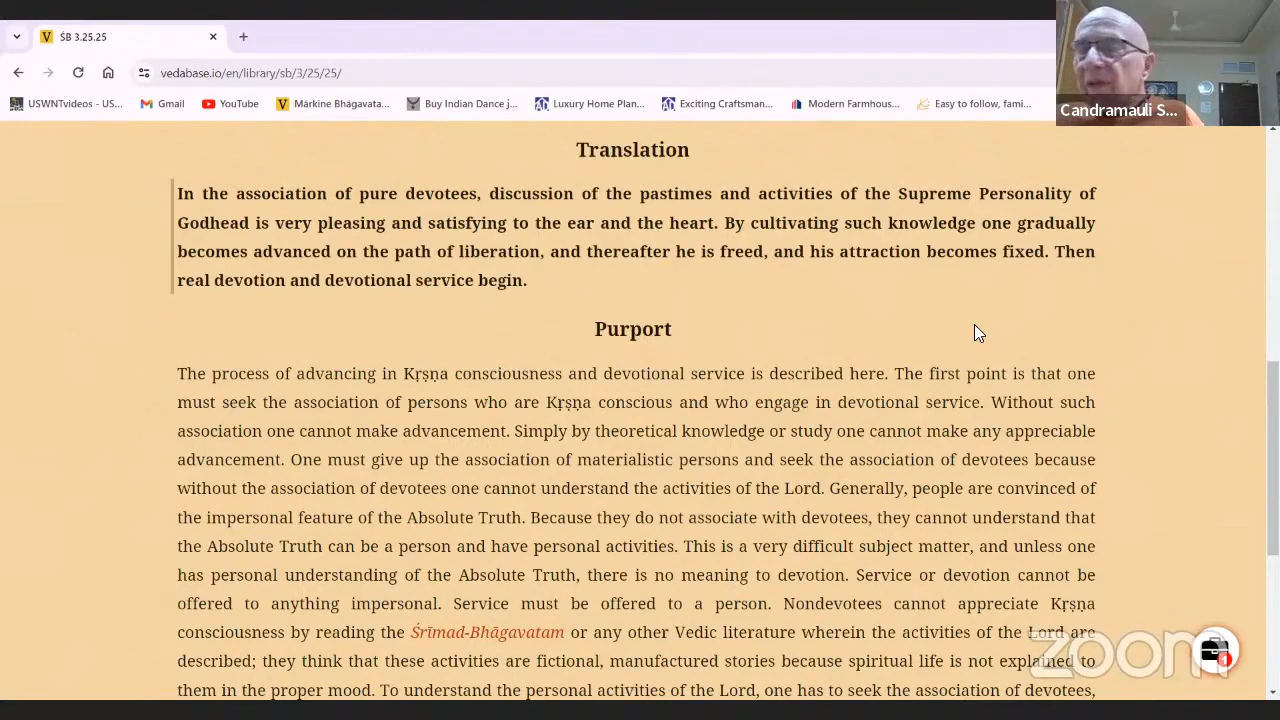 ŚB 3.25.25
vedabase.io/en/library/sb/3/25/25/
USWNTvideos - US...
Gmail
YouTube
Markine Bhāgavata...
Buy Indian Dance j...
Luxury Home Plan...
Exciting Craftsman...
Modern Farmhous...
Easy to follow, fami...
Candramauli S...
Translation
In the association of pure devotees, discussion of the pastimes and activities of the Supreme Personality of
Godhead is very pleasing and satisfying to the ear and the heart. By cultivating such knowledge one gradually
becomes advanced on the path of liberation, and thereafter he is freed, and his attraction becomes fixed. Then
real devotion and devotional service begin.
Purport
The process of advancing in Kṛṣṇa consciousness and devotional service is described here. The first point is that one
must seek the association of persons who are Kṛṣṇa conscious and who engage in devotional service. Without such
association one cannot make advancement. Simply by theoretical knowledge or study one cannot make any appreciable
advancement. One must give up the association of materialistic persons and seek the association of devotees because
without the association of devotees one cannot understand the activities of the Lord. Generally, people are convinced of
the impersonal feature of the Absolute Truth. Because they do not associate with devotees, they cannot understand that
the Absolute Truth can be a person and have personal activities. This is a very difficult subject matter, and unless one
has personal understanding of the Absolute Truth, there is no meaning to devotion. Service or devotion cannot be
offered to anything impersonal. Service must be offered to a person. Nondevotees cannot appreciate Kṛṣṇa
consciousness by reading the Śrīmad-Bhāgavatam or any other Vedic literature wherein the activities of the Lord are
described; they think that these activities are fictional, manufactured stories because spiritual life is not explained to
them in the proper mood. To understand the personal activities of the Lord, one has to seek the association of devotees,
zoom
1